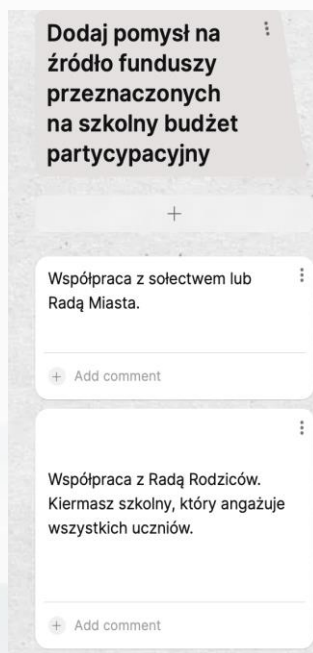 Dodaj pomysł na
źródło funduszy
przeznaczonych
na szkolny budżet
partycypacyjny
+
Współpraca z sołectwem lub
Radą Miasta.
+ Add comment
Współpraca z Radą Rodziców.
Kiermasz szkolny, który angażuje
wszystkich uczniów.
+ Add comment